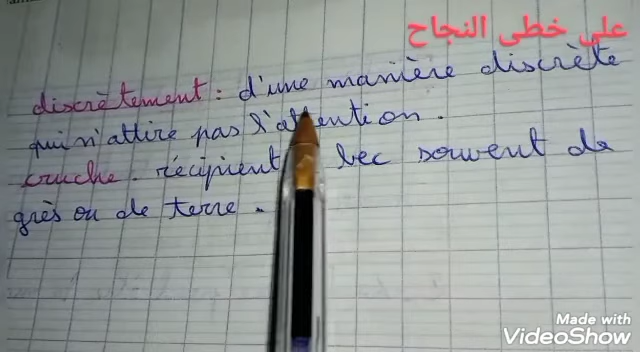 على خطى النجاح
discrètement : d'une manière discrète
qui n'attire pas l'attention.
cruche. récipient bec souvent de
grès ou de terre.
Made with
VideoShow